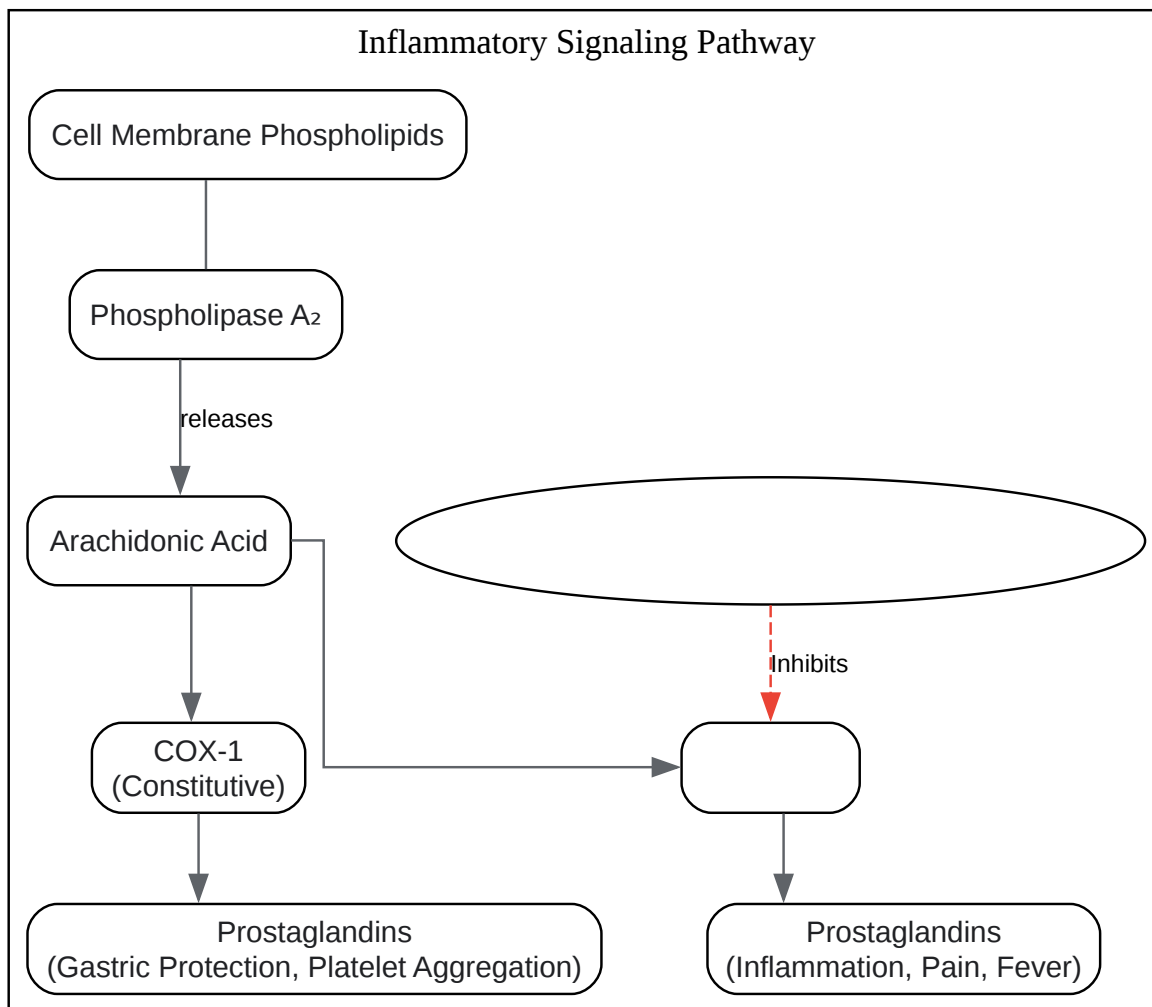 Inflammatory Signaling Pathway
Cell Membrane Phospholipids
Phospholipase A₂
releases
Arachidonic Acid
Inhibits
COX-1
(Constitutive)
Prostaglandins
(Gastric Protection, Platelet Aggregation)
Prostaglandins
(Inflammation, Pain, Fever)